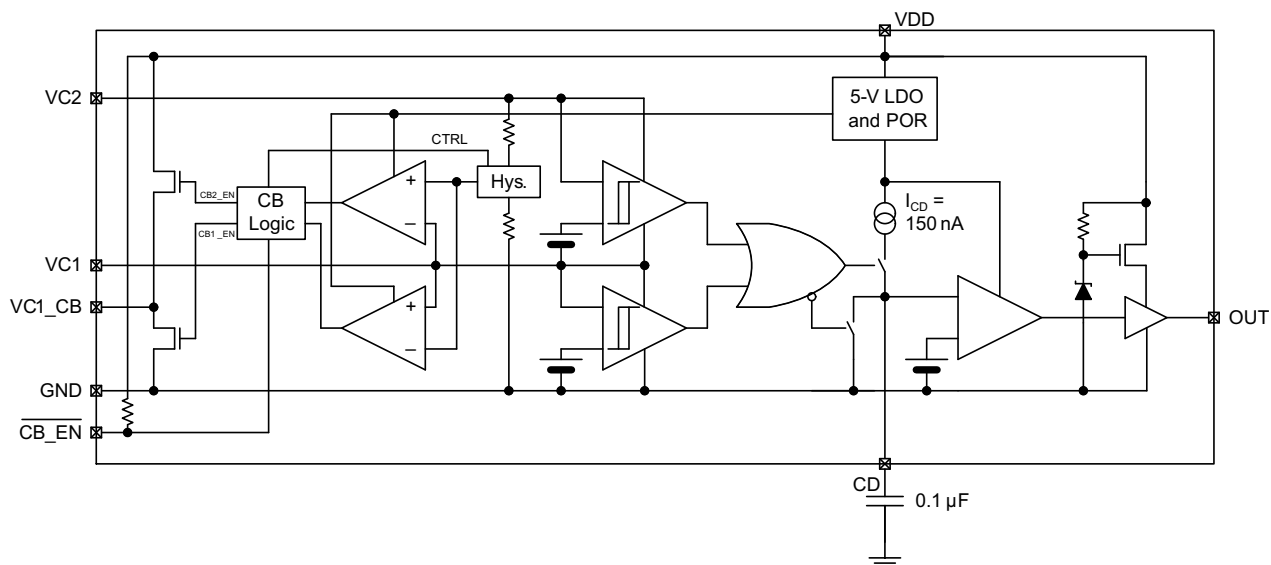 VDD
VC2
5-V LDO
and POR
CTRL
+
Hys.
CB2_EN
CB
Logic
–
I_CD =
150 nA
CB1_EN
VC1
VC1_CB
+
–
OUT
GND
CB_EN
CD
0.1 µF